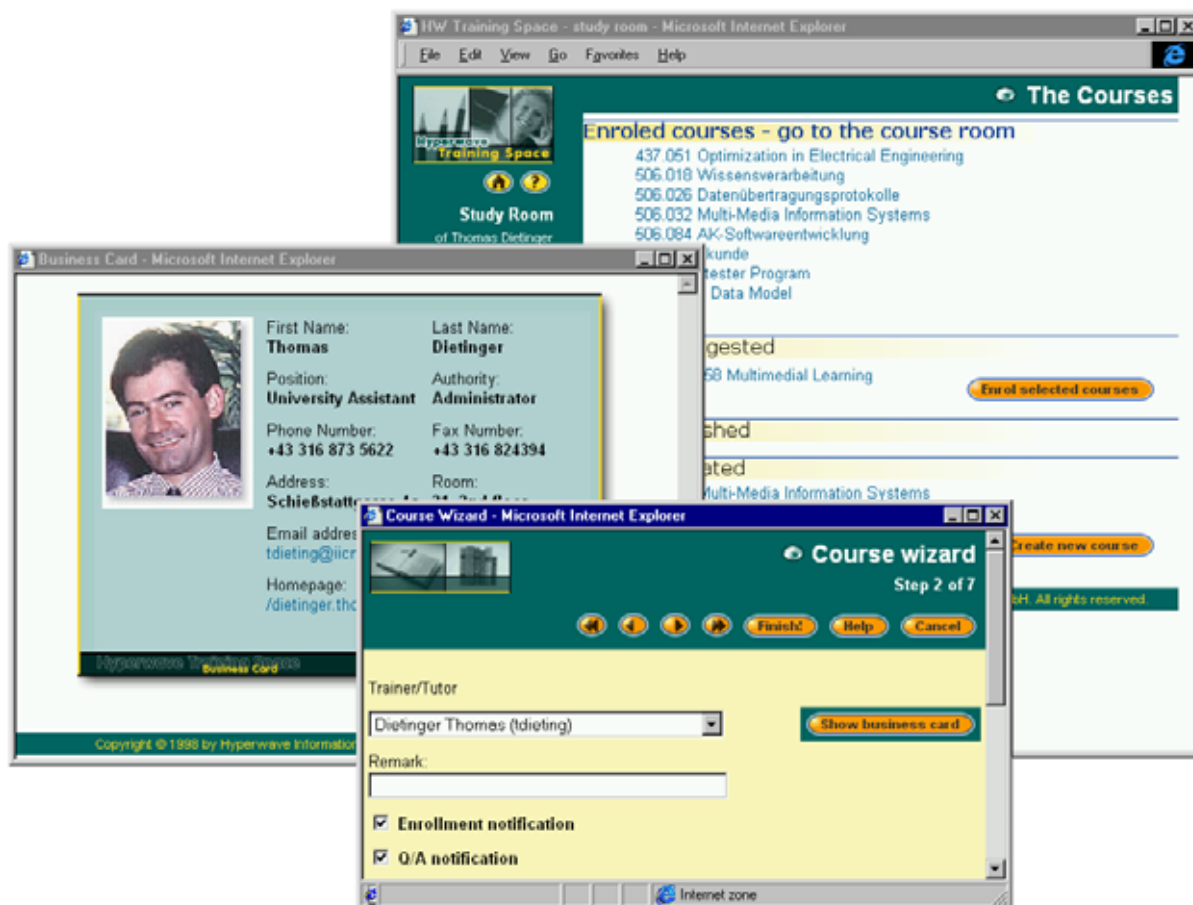 HW Training Space - study room - Microsoft Internet Explorer
File Edit View Go Favorites Help
The Courses
Hyperwave
Training Space
Study Room
of Thomas Dietinger
Enroled courses - go to the course room
437.051 Optimization in Electrical Engineering
506.018 Wissensverarbeitung
506.026 Datenübertragungsprotokolle
506.032 Multi-Media Information Systems
506.084 AK-Softwareentwicklung
kunde
tester Program
Data Model
gested
58 Multimedial Learning
Enrol selected courses
shed
ated
Multi-Media Information Systems
Create new course
bH. All rights reserved.
Business Card - Microsoft Internet Explorer
First Name: Last Name:
Thomas Dietinger
Position: Authority:
University Assistant Administrator
Phone Number: Fax Number:
+43 316 873 5622 +43 316 824394
Address: Room:
Email addres
tdieting@iicr
Homepage:
/dietinger.tho
Hyperwave Training Space
Business Card
Copyright © 1998 by Hyperwave Information
Course Wizard - Microsoft Internet Explorer
Course wizard
Step 2 of 7
Finish! Help Cancel
Trainer/Tutor
Dietinger Thomas (tdieting)
Show business card
Remark:
Enrollment notification
Q/A notification
Internet zone